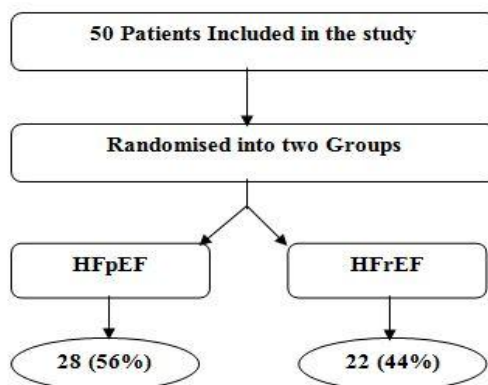 50 Patients Included in the study
Randomised into two Groups
HFpEF
HFrEF
28 (56%)
22 (44%)